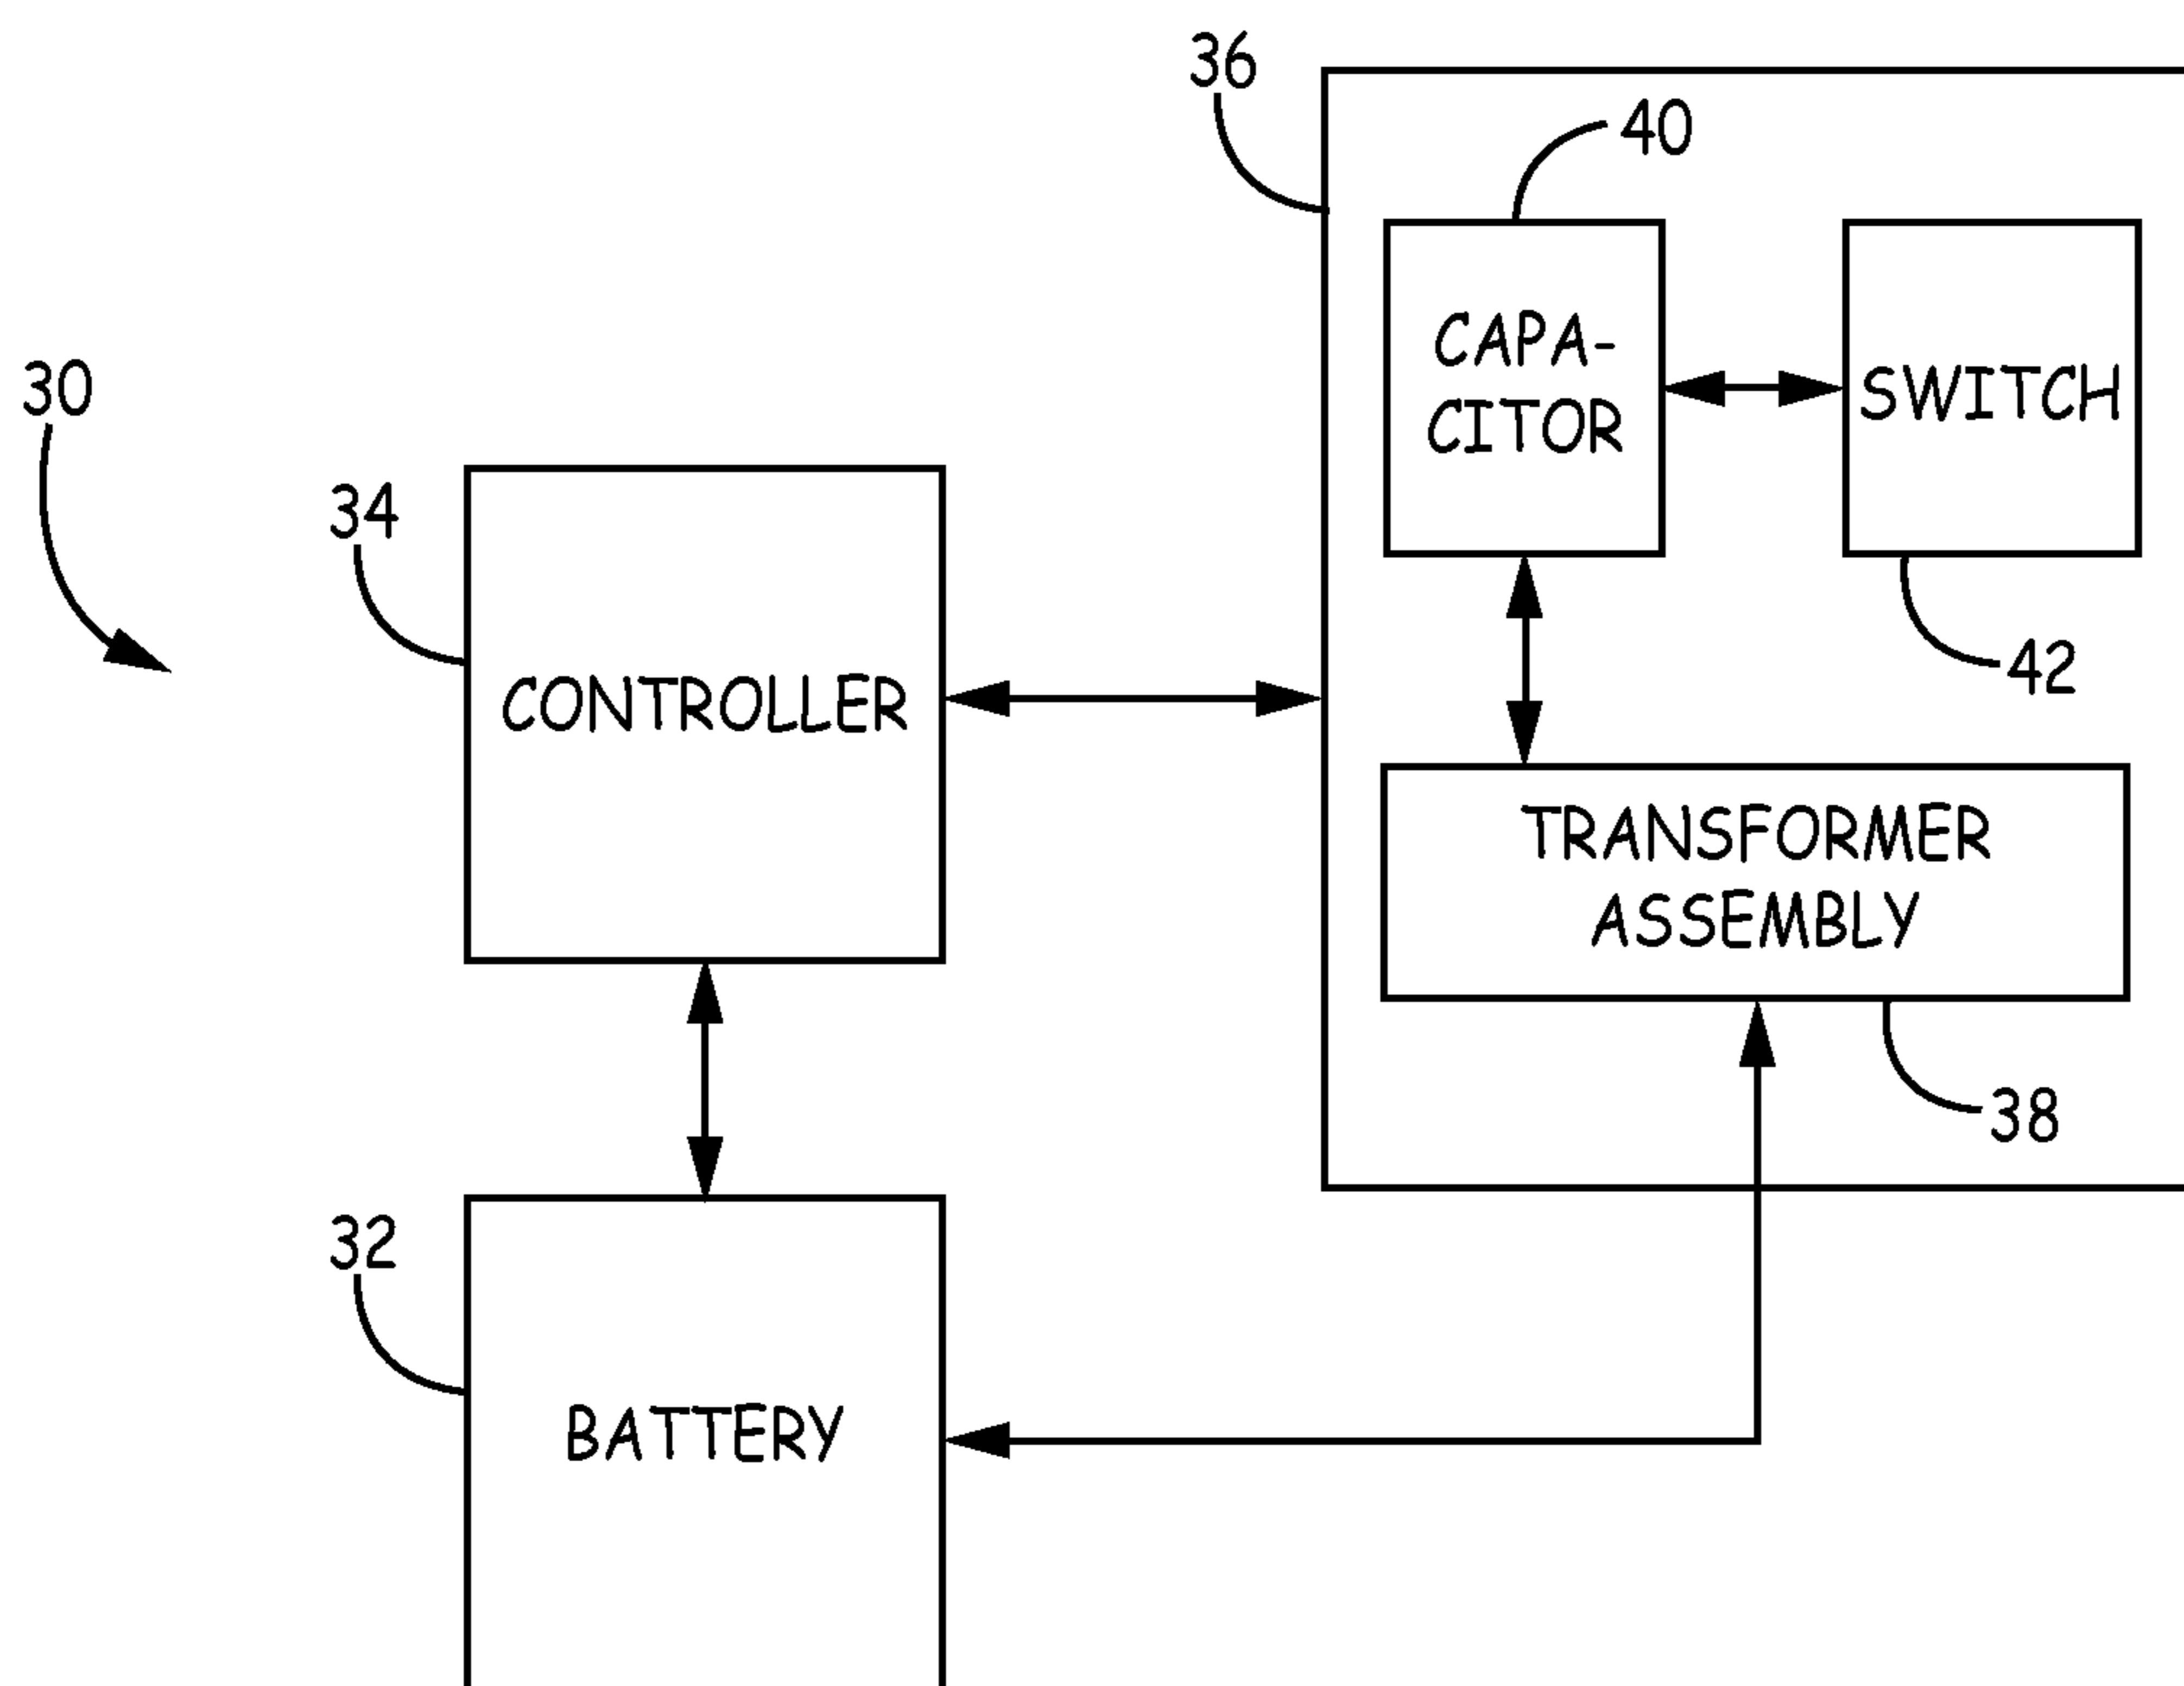 36
40
CAPA-
CITOR
SWITCH
30
34
42
CONTROLLER
TRANSFORMER
ASSEMBLY
38
32
BATTERY